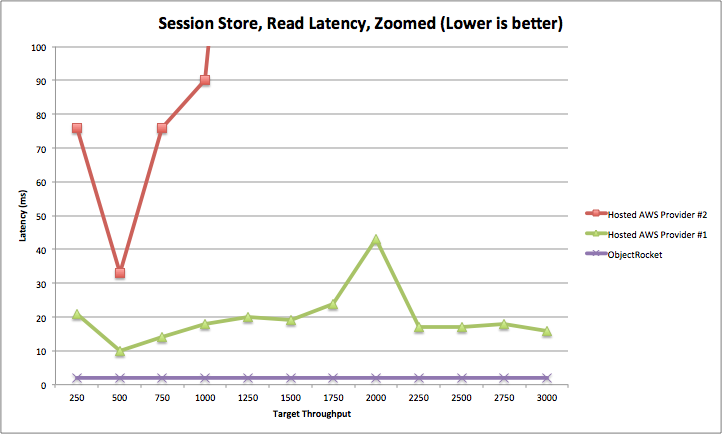 Session Store, Read Latency, Zoomed (Lower is better)
100
90
80
70
60
50
40
30
20
10
0
Latency (ms)
250 500 750 1000 1250 1500 1750 2000 2250 2500 2750 3000
Target Throughput
Hosted AWS Provider #2
Hosted AWS Provider #1
ObjectRocket